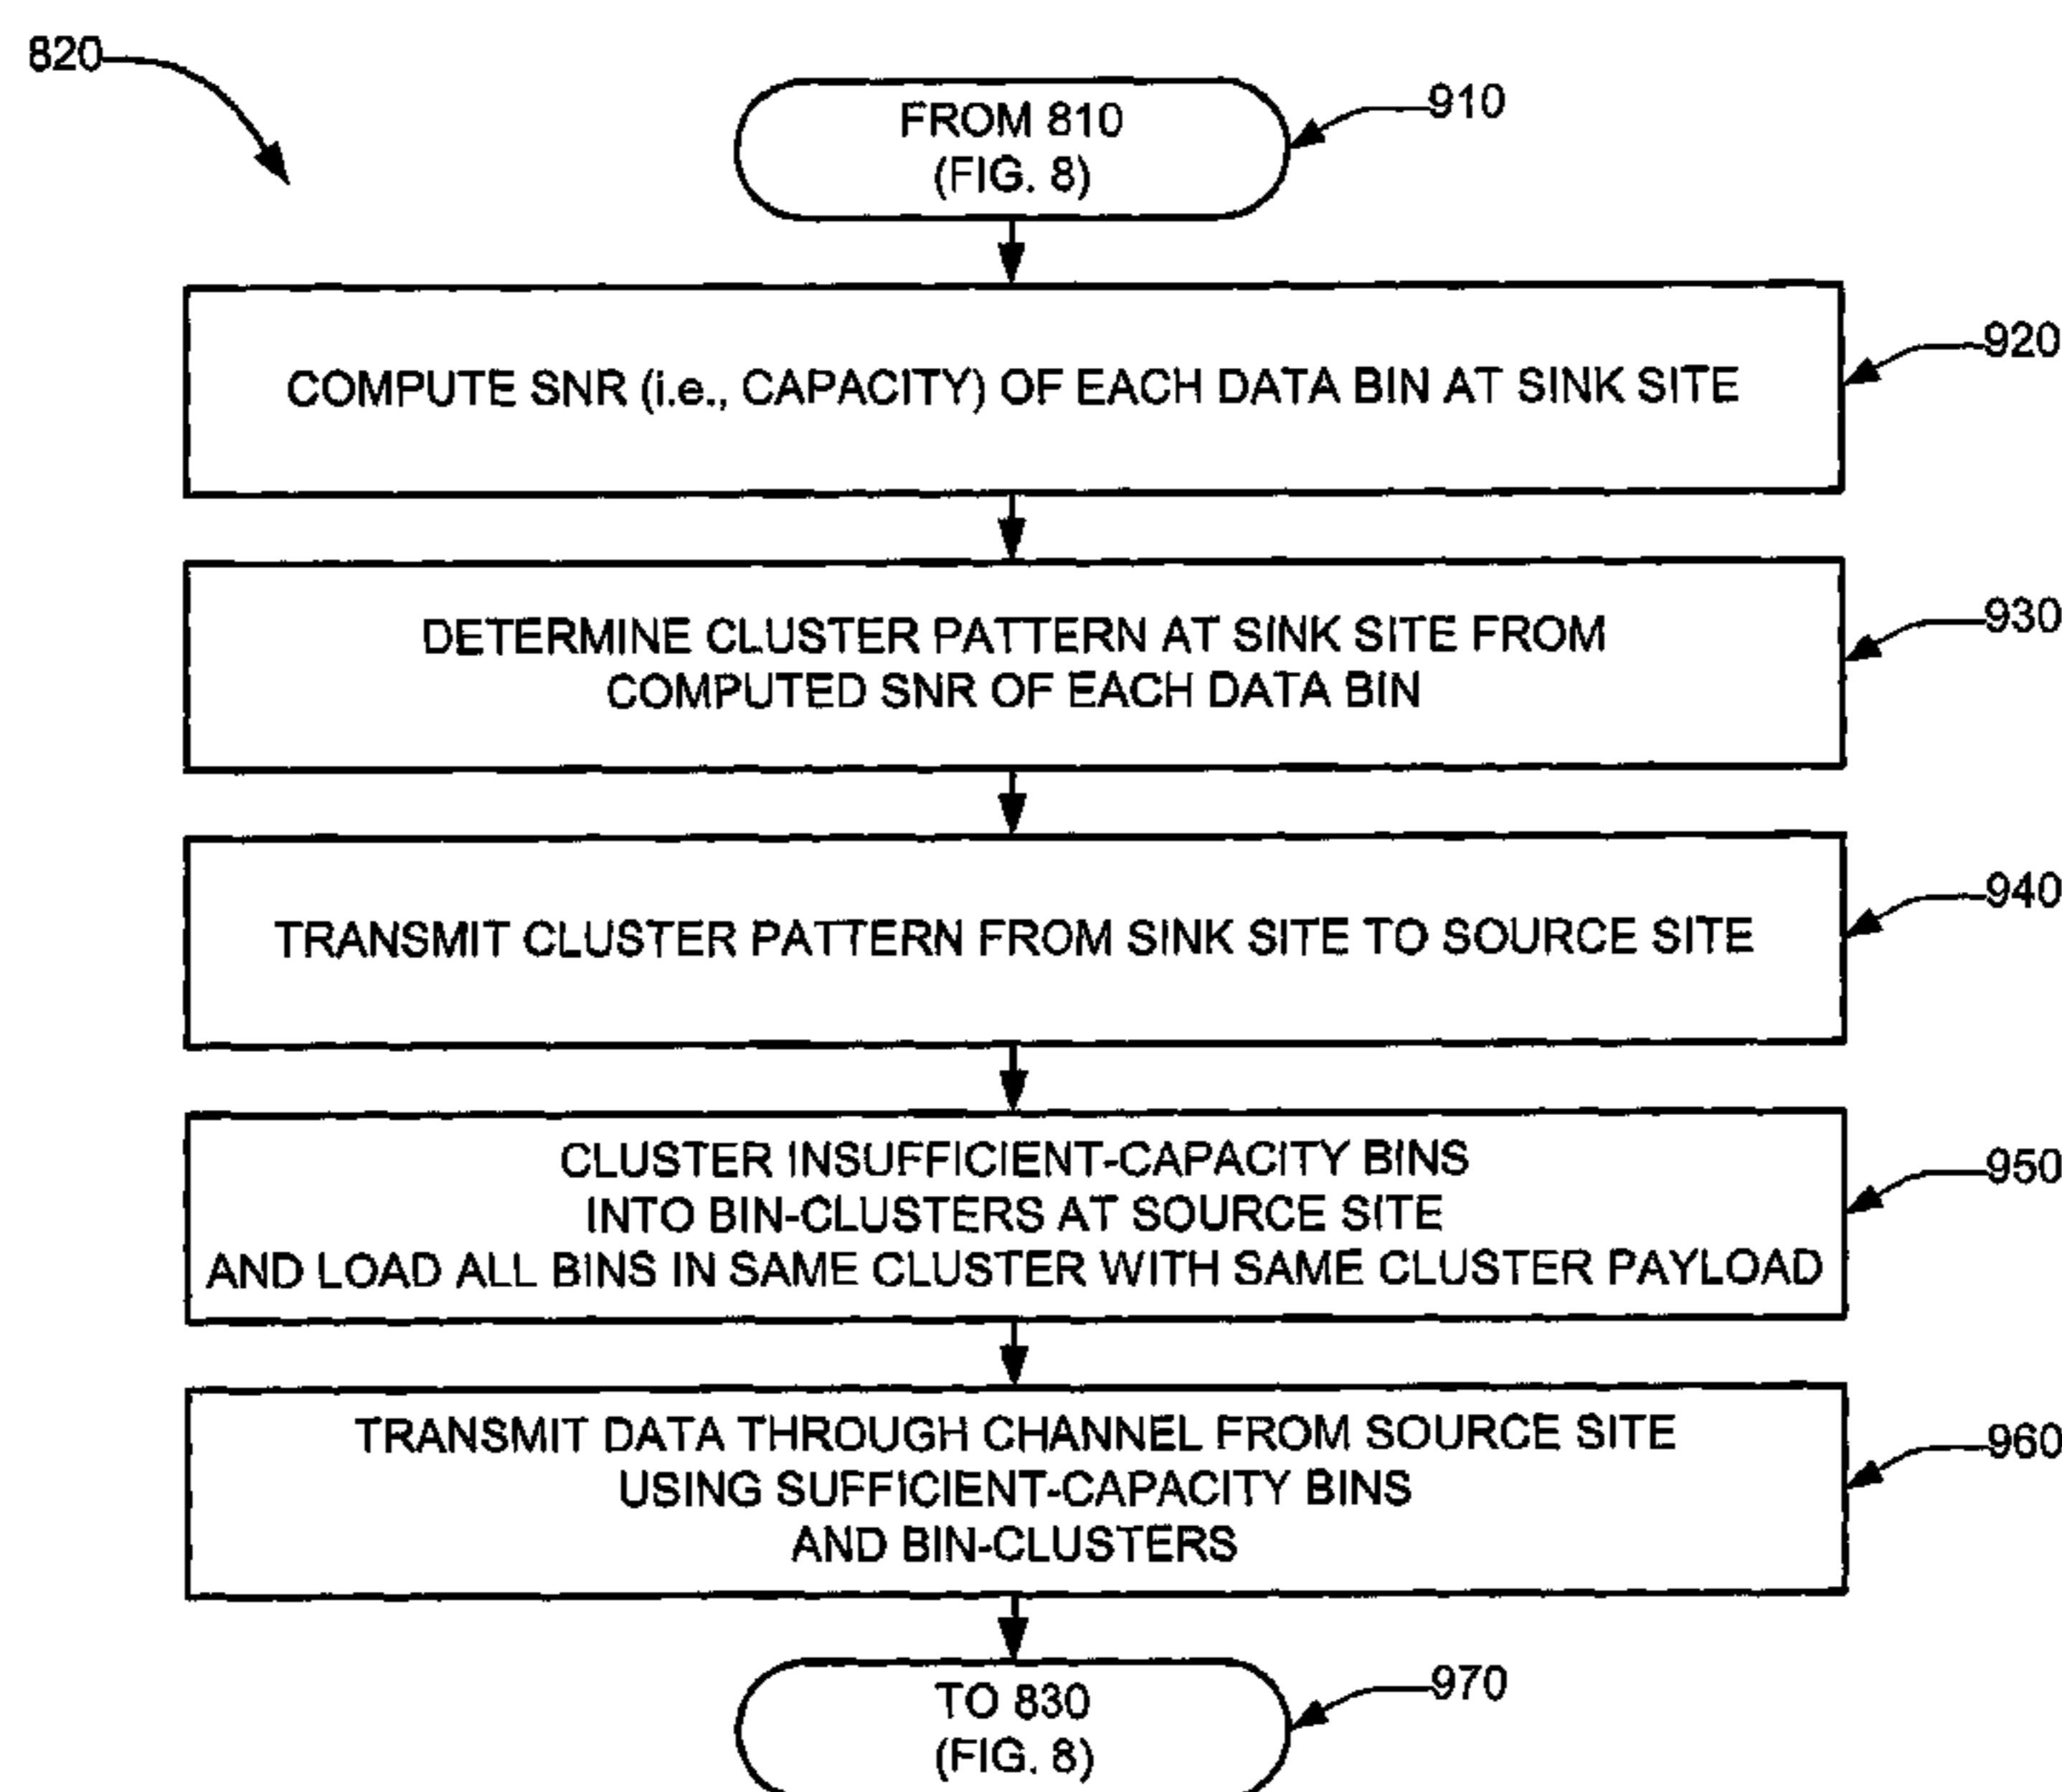 820
FROM 810
(FIG. 8)
910
COMPUTE SNR (i.e., CAPACITY) OF EACH DATA BIN AT SINK SITE
920
DETERMINE CLUSTER PATTERN AT SINK SITE FROM
COMPUTED SNR OF EACH DATA BIN
930
TRANSMIT CLUSTER PATTERN FROM SINK SITE TO SOURCE SITE
940
CLUSTER INSUFFICIENT-CAPACITY BINS
INTO BIN-CLUSTERS AT SOURCE SITE
AND LOAD ALL BINS IN SAME CLUSTER WITH SAME CLUSTER PAYLOAD
950
TRANSMIT DATA THROUGH CHANNEL FROM SOURCE SITE
USING SUFFICIENT-CAPACITY BINS
AND BIN-CLUSTERS
960
TO 830
(FIG. 8)
970